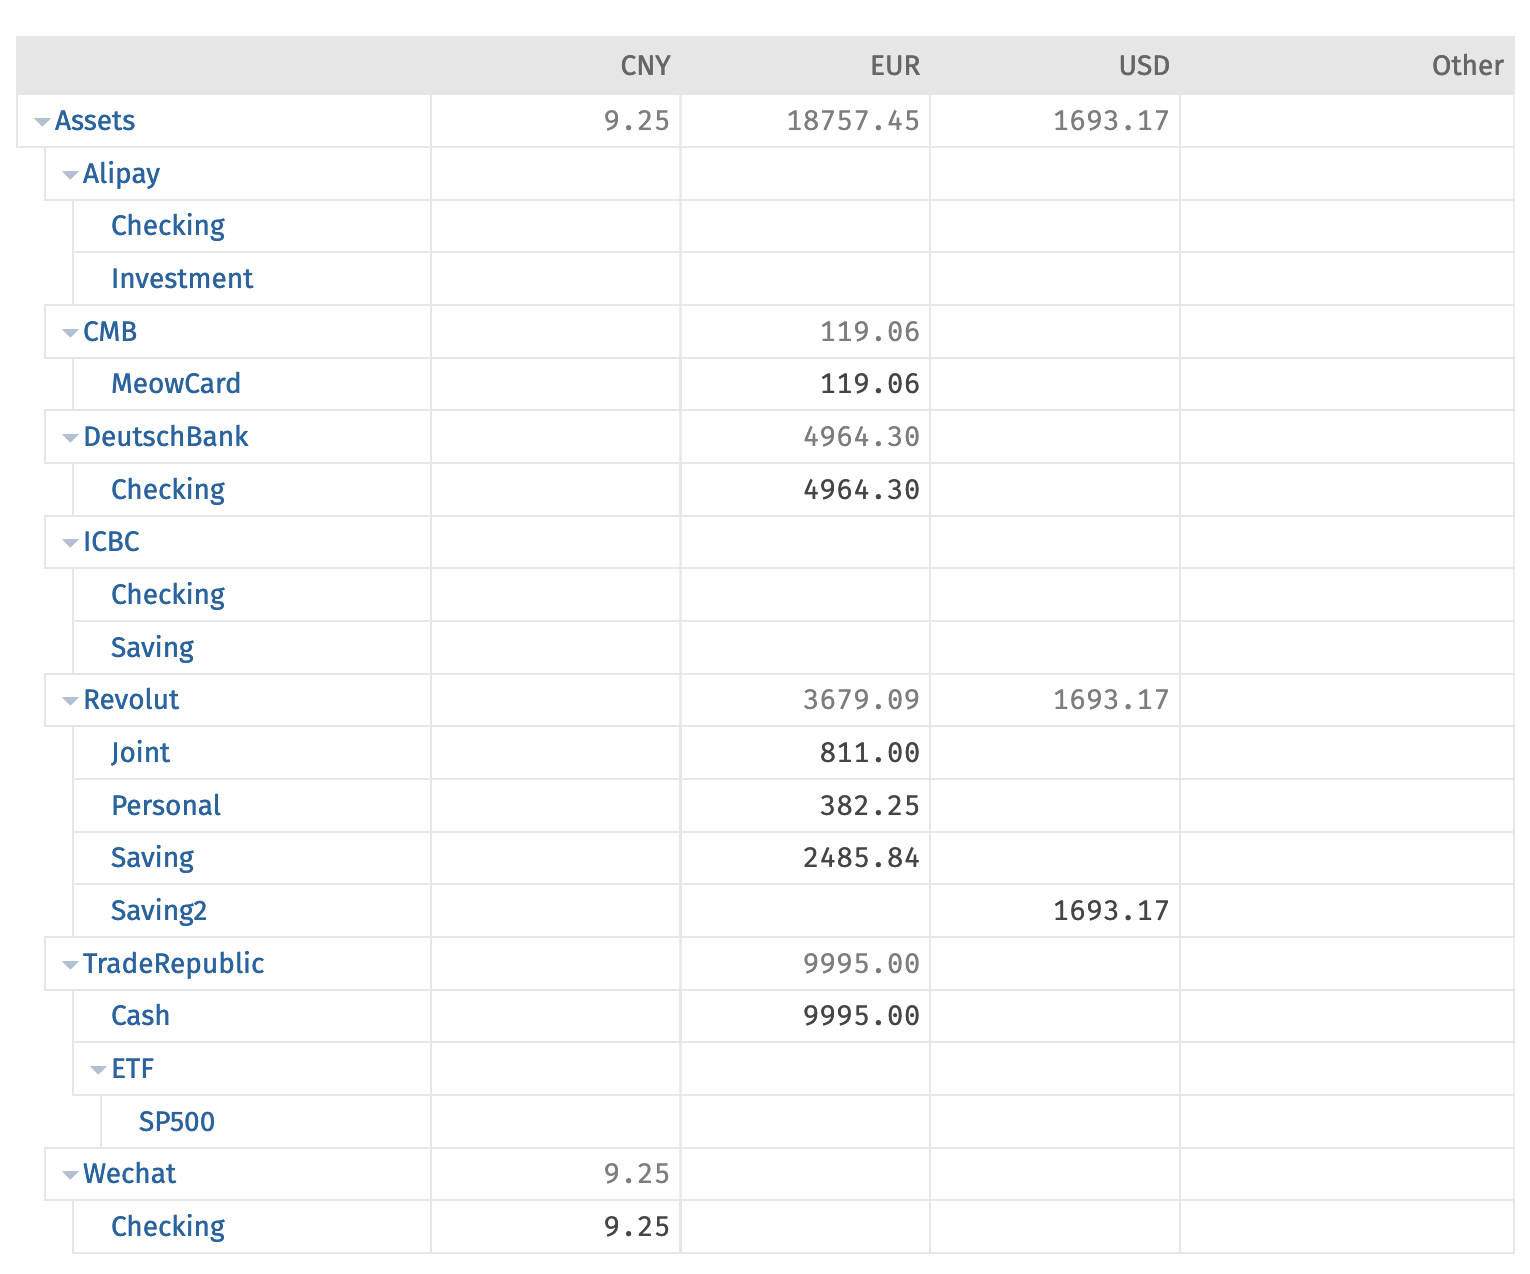 CNY EUR USD Other
Assets 9.25 18757.45 1693.17
Alipay
Checking
Investment
CMB 119.06
MeowCard 119.06
DeutschBank 4964.30
Checking 4964.30
ICBC
Checking
Saving
Revolut 3679.09 1693.17
Joint 811.00
Personal 382.25
Saving 2485.84
Saving2 1693.17
TradeRepublic 9995.00
Cash 9995.00
ETF
SP500
Wechat 9.25
Checking 9.25